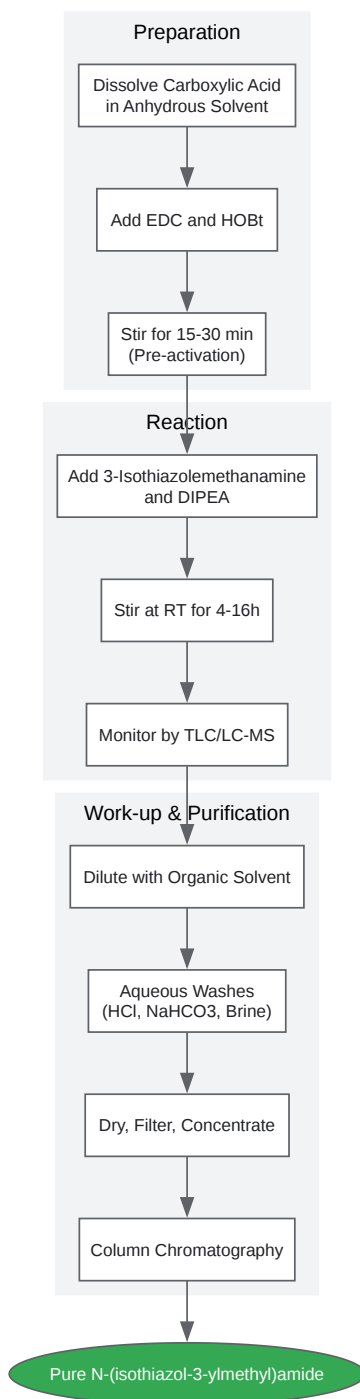 Preparation
Dissolve Carboxylic Acid
in Anhydrous Solvent
Add EDC and HOBt
Stir for 15-30 min
(Pre-activation)
Reaction
Add 3-Isothiazolemethanamine
and DIPEA
Stir at RT for 4-16h
Monitor by TLC/LC-MS
Work-up & Purification
Dilute with Organic Solvent
Aqueous Washes
(HCl, NaHCO3, Brine)
Dry, Filter, Concentrate
Column Chromatography
Pure N-(isothiazol-3-ylmethyl)amide